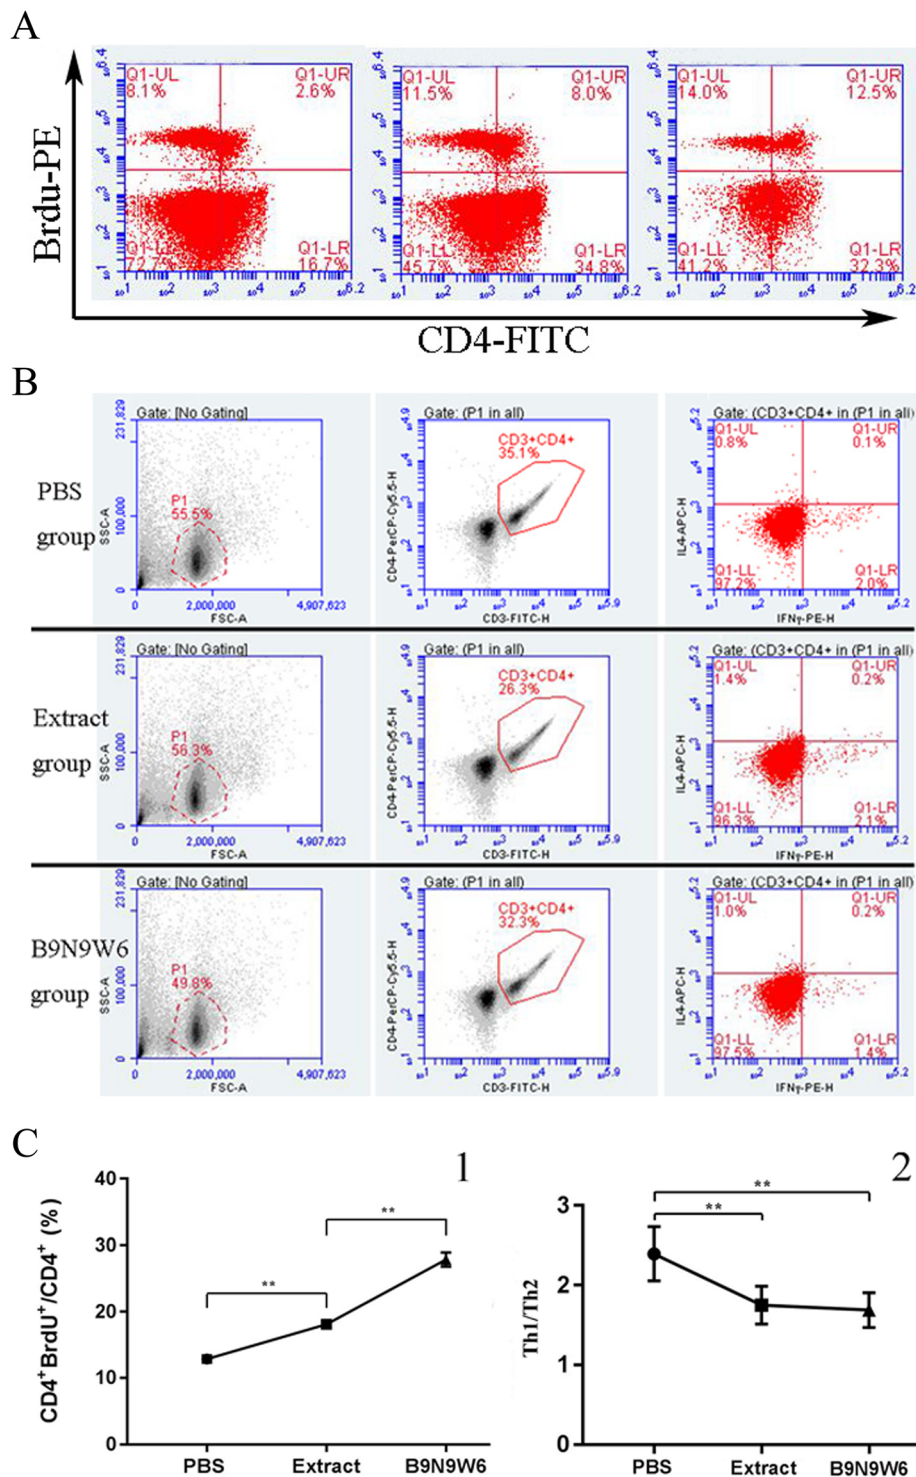 A
Brdu-PE
Q1-UL
8.1%
Q1-UR
2.6%
Q1-LL
72.7%
Q1-LR
16.7%
Q1-UL
11.5%
Q1-UR
8.0%
Q1-LL
45.7%
Q1-LR
34.8%
Q1-UL
14.0%
Q1-UR
12.5%
Q1-LL
41.2%
Q1-LR
32.3%
CD4-FITC
B
PBS
group
Gate: [No Gating]
231,829
100,000
0
SSC-A
P1
55.5%
0
2,000,000
4,907,623
FSC-A
Gate: (P1 in all)
CD4-PerCP-Cy5.5-H
CD3+CD4+
35.1%
CD3-FITC-H
Gate: (CD3+CD4+ in (P1 in all)
IL4-APC-H
Q1-UL
0.8%
Q1-UR
0.1%
Q1-LL
97.2%
Q1-LR
2.0%
IFNγ-PE-H
Extract
group
Gate: [No Gating]
231,829
100,000
0
SSC-A
P1
56.3%
0
2,000,000
4,907,623
FSC-A
Gate: (P1 in all)
CD4-PerCP-Cy5.5-H
CD3+CD4+
26.3%
CD3-FITC-H
Gate: (CD3+CD4+ in (P1 in all)
IL4-APC-H
Q1-UL
1.4%
Q1-UR
0.2%
Q1-LL
96.3%
Q1-LR
2.1%
IFNγ-PE-H
B9N9W6
group
Gate: [No Gating]
231,829
100,000
0
SSC-A
P1
49.8%
0
2,000,000
4,907,623
FSC-A
Gate: (P1 in all)
CD4-PerCP-Cy5.5-H
CD3+CD4+
32.3%
CD3-FITC-H
Gate: (CD3+CD4+ in (P1 in all)
IL4-APC-H
Q1-UL
1.0%
Q1-UR
0.2%
Q1-LL
97.5%
Q1-LR
1.4%
IFNγ-PE-H
C
1
CD4+BrdU+/CD4+ (%)
40
30
20
10
0
**
**
PBS Extract B9N9W6
2
Th1/Th2
3
2
1
0
**
**
PBS Extract B9N9W6